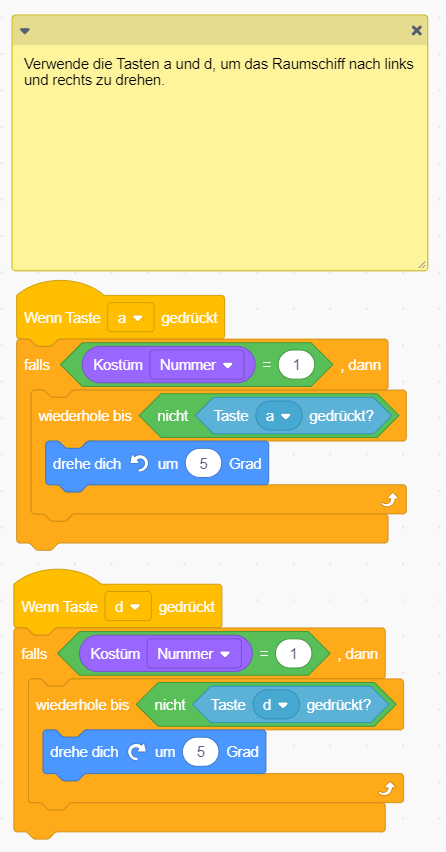 Verwende die Tasten a und d, um das Raumschiff nach links
und rechts zu drehen.
Wenn Taste a gedrückt
falls Kostüm Nummer = 1 , dann
wiederhole bis nicht Taste a gedrückt?
drehe dich um 5 Grad
Wenn Taste d gedrückt
falls Kostüm Nummer = 1 , dann
wiederhole bis nicht Taste d gedrückt?
drehe dich um 5 Grad